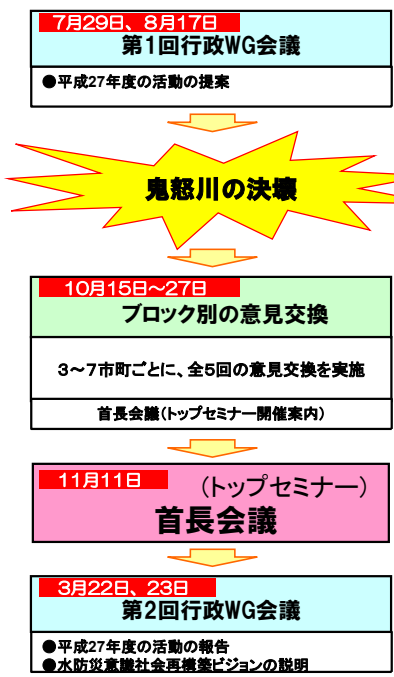 7月29日、8月17日
第1回行政WG会議
●平成27年度の活動の提案
鬼怒川の決壊
10月15日～27日
ブロック別の意見交換
3～7市町ごとに、全5回の意見交換を実施
首長会議(トップセミナー開催案内)
11月11日
(トップセミナー)
首長会議
3月22日、23日
第2回行政WG会議
●平成27年度の活動の報告
●水防災意識社会再構築ビジョンの説明